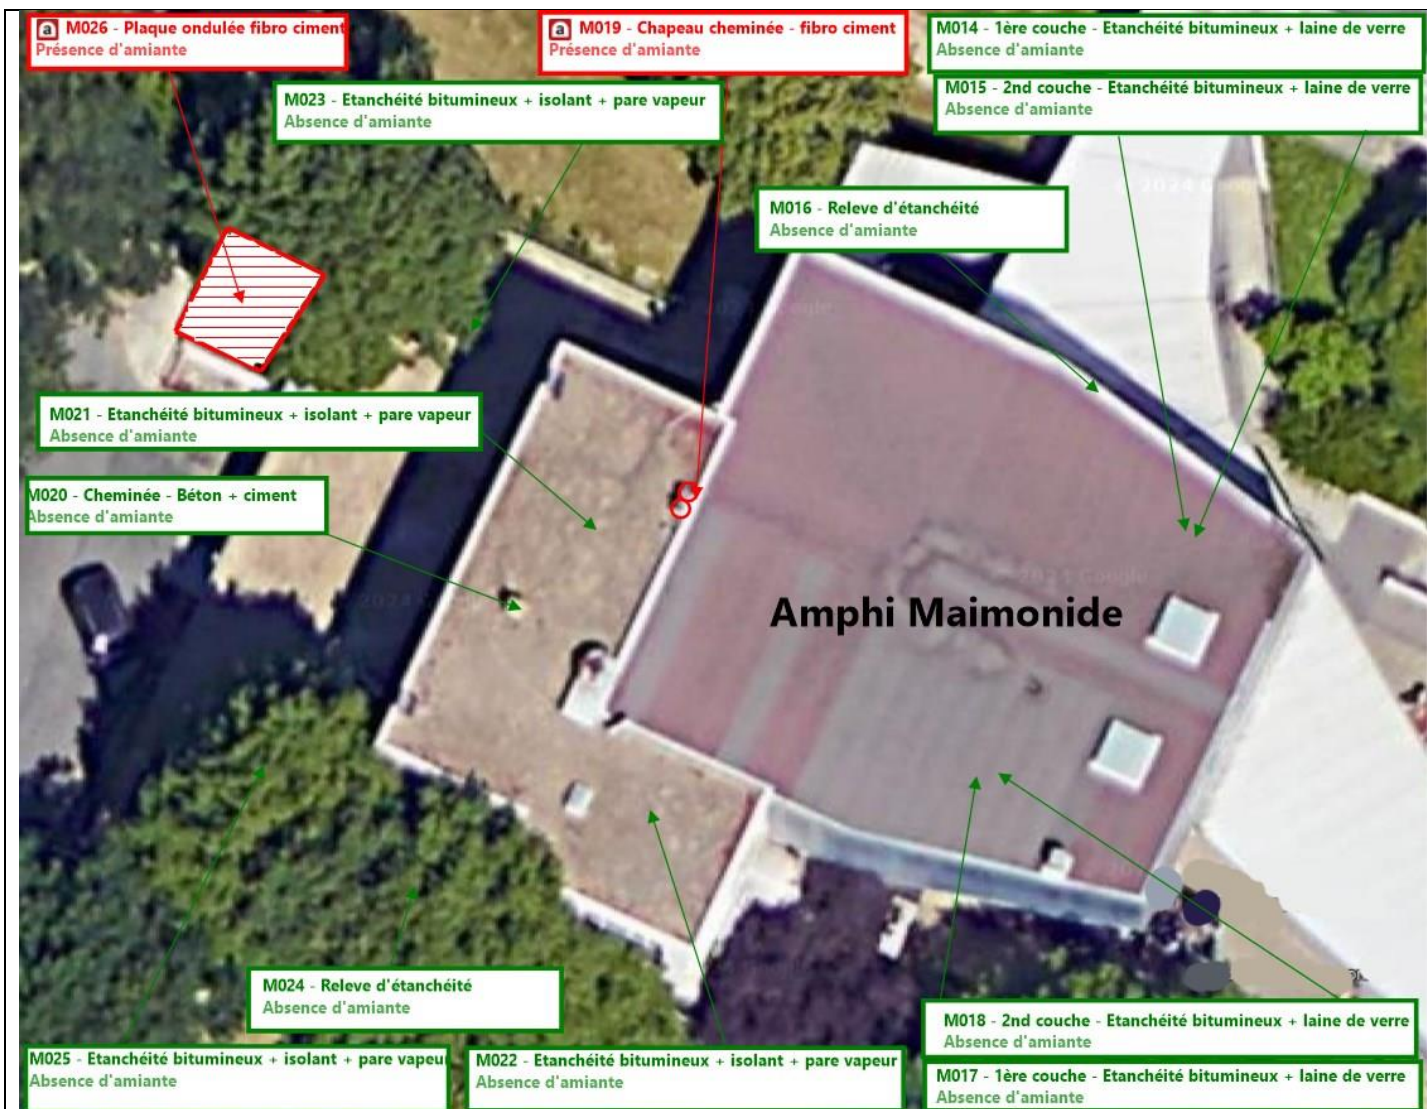 a M026 - Plaque ondulée fibro ciment
Présence d'amiante
a M019 - Chapeau cheminée - fibro ciment
Présence d'amiante
M014 - 1ère couche - Etanchéité bitumineux + laine de verre
Absence d'amiante
M015 - 2nd couche - Etanchéité bitumineux + laine de verre
Absence d'amiante
M023 - Etanchéité bitumineux + isolant + pare vapeur
Absence d'amiante
M016 - Releve d'étanchéité
Absence d'amiante
M021 - Etanchéité bitumineux + isolant + pare vapeur
Absence d'amiante
M020 - Cheminée - Béton + ciment
Absence d'amiante
Amphi Maimonide
M024 - Releve d'étanchéité
Absence d'amiante
M025 - Etanchéité bitumineux + isolant + pare vapeur
Absence d'amiante
M022 - Etanchéité bitumineux + isolant + pare vapeur
Absence d'amiante
M018 - 2nd couche - Etanchéité bitumineux + laine de verre
Absence d'amiante
M017 - 1ère couche - Etanchéité bitumineux + laine de verre
Absence d'amiante